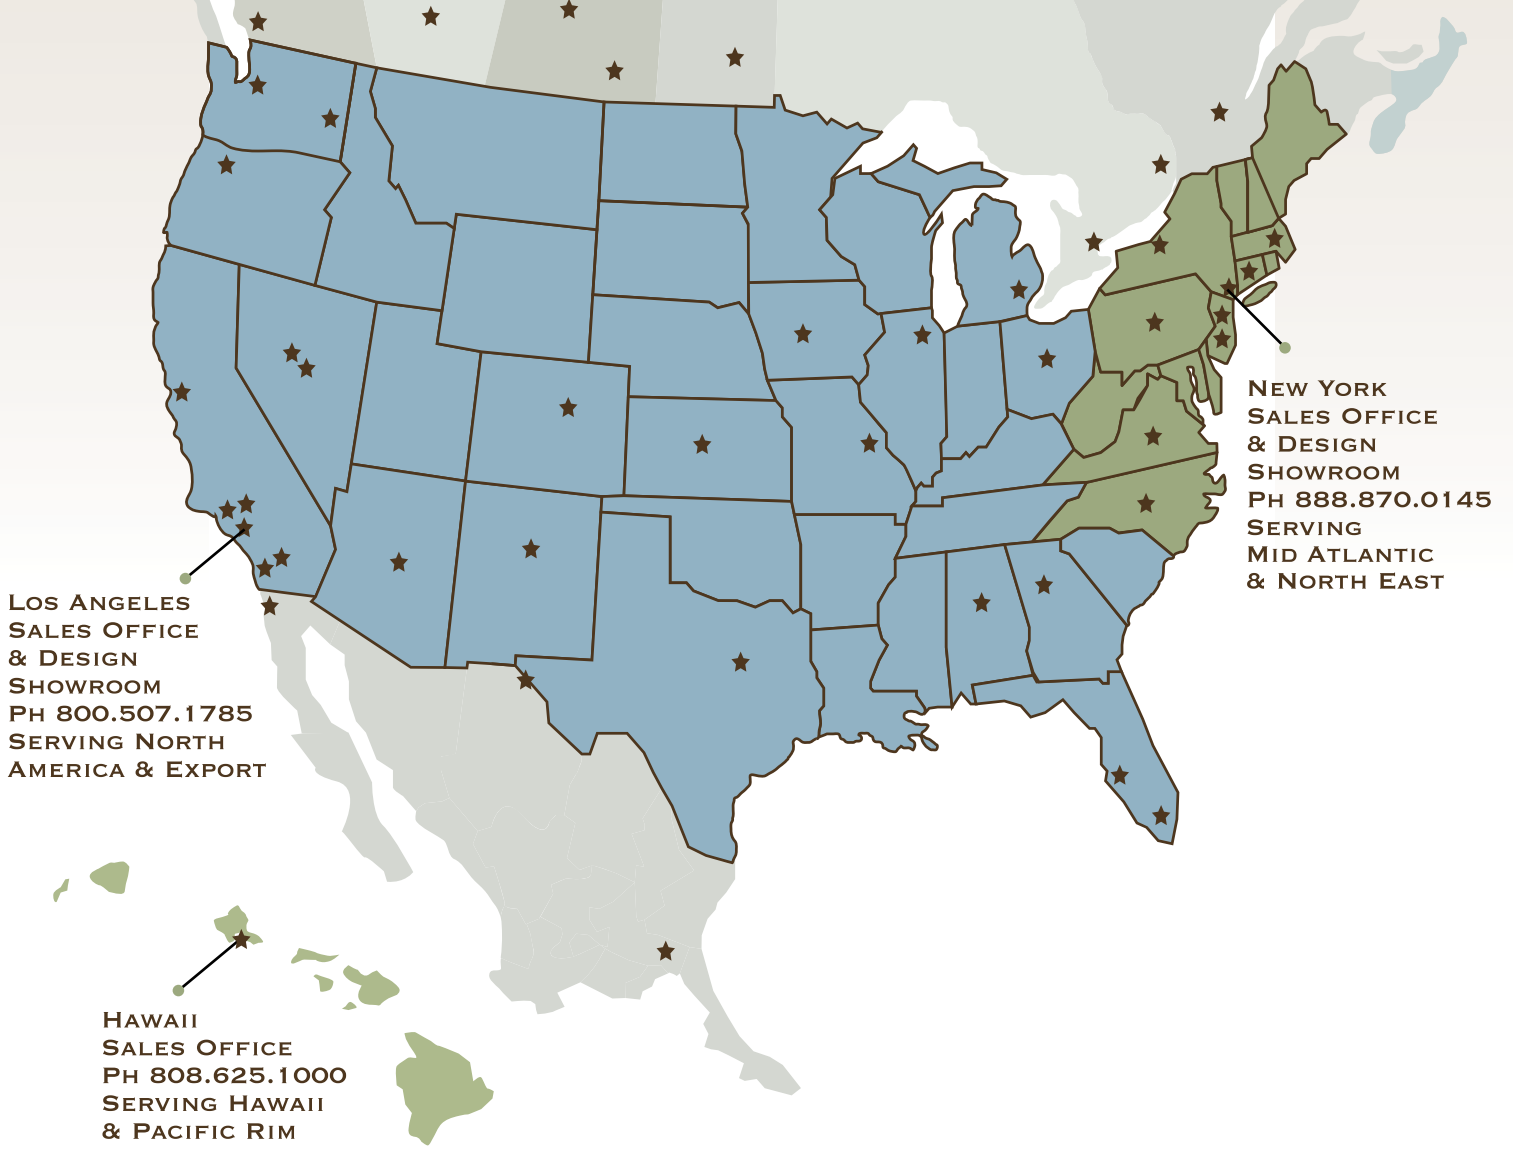 New York
Sales Office
& Design
Showroom
Ph 888.870.0145
Serving
Mid Atlantic
& North East
Los Angeles
Sales Office
& Design
Showroom
Ph 800.507.1785
Serving North
America & Export
Hawaii
Sales Office
Ph 808.625.1000
Serving Hawaii
& Pacific Rim